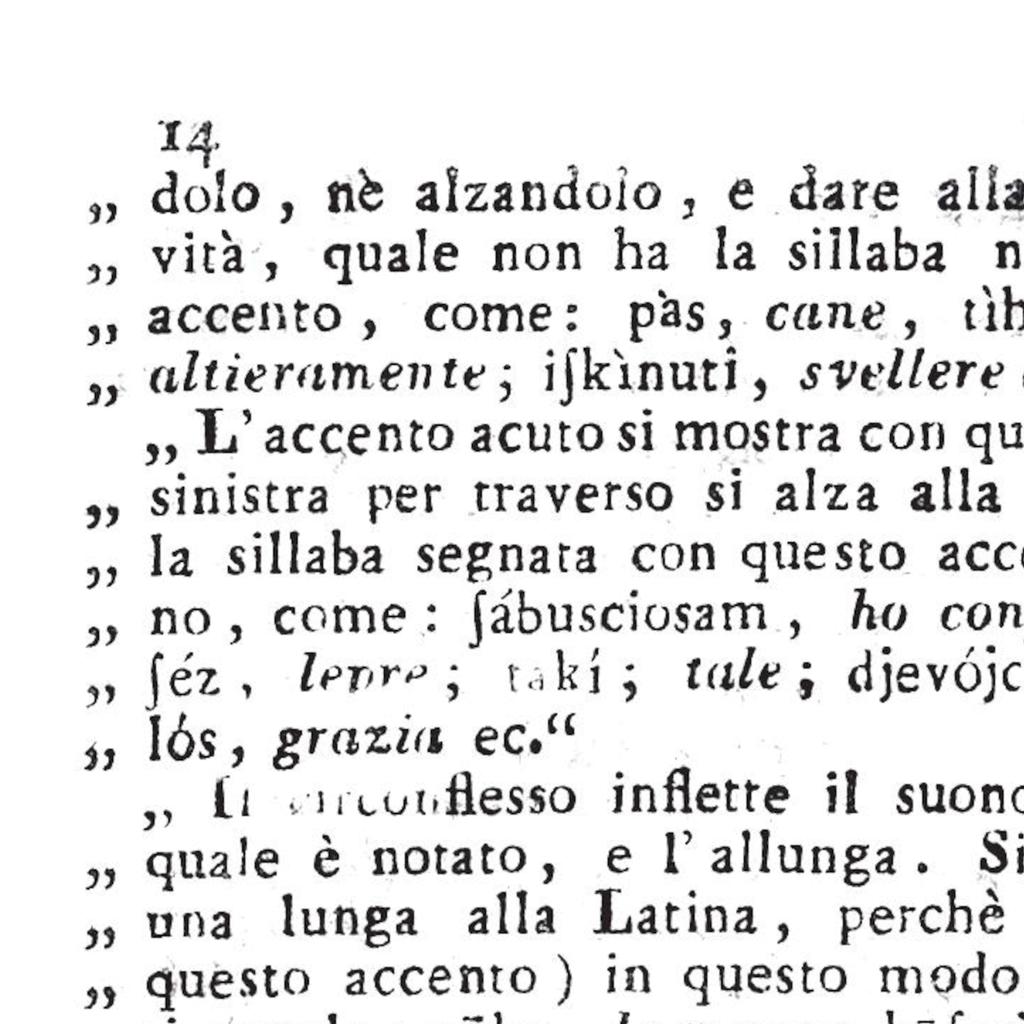 14
„ dolo , nè alzandolo , e dare alla
„ vità , quale non ha la sillaba n
„ accento , come : pàs, cane , tìh
„ altieramente ; iſkìnuti , svellere
„ L' accento acuto si mostra con qu
„ sinistra per traverso si alza alla
„ la sillaba segnata con questo acc
„ no , come : ſábusciosam , ho con
„ ſéz , lepre ; takí ; tale ; djevójc
„ lós , grazia ec.“
„ Il circonflesso inflette il suono
„ quale è notato , e l' allunga . Si
„ una lunga alla Latina , perchè
„ questo accento ) in questo modo